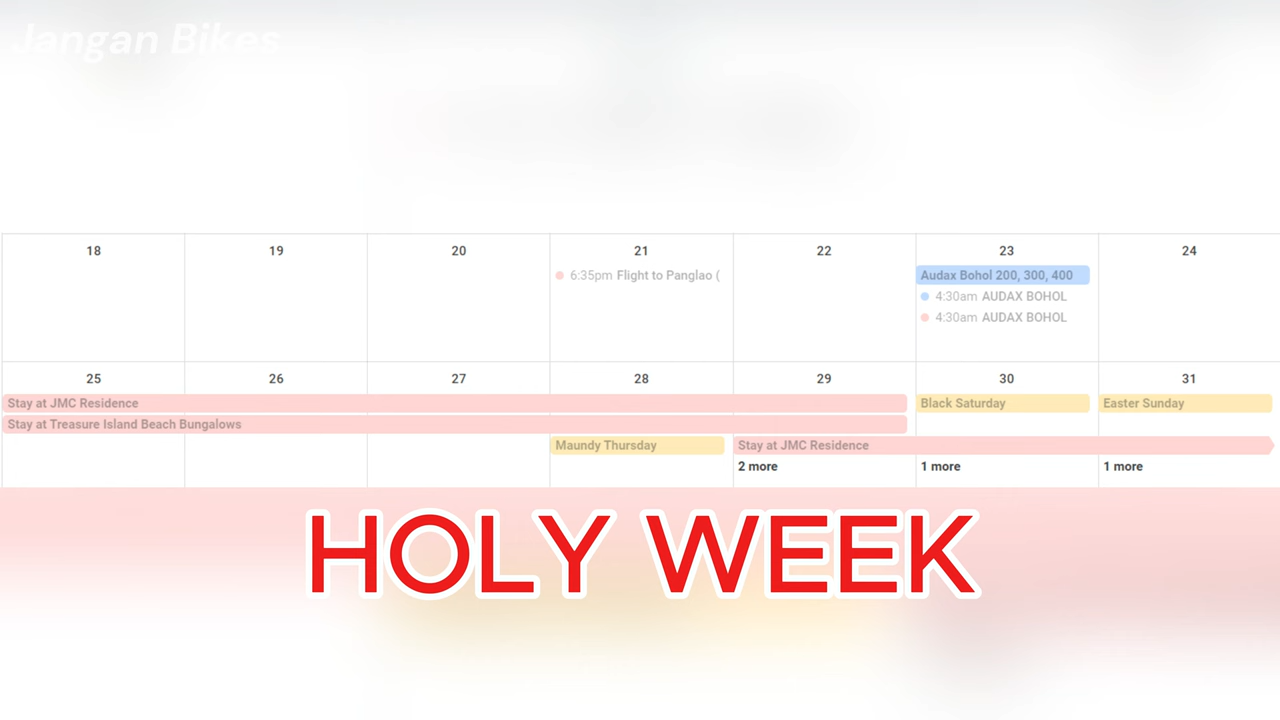 Jangan Bikes
18 19 20 21 22 23 24
6:35pm Flight to Panglao (
Audax Bohol 200, 300, 400
4:30am AUDAX BOHOL
4:30am AUDAX BOHOL
25 26 27 28 29 30 31
Stay at JMC Residence
Black Saturday
Easter Sunday
Stay at Treasure Island Beach Bungalows
Maundy Thursday
Stay at JMC Residence
2 more
1 more
1 more
HOLY WEEK